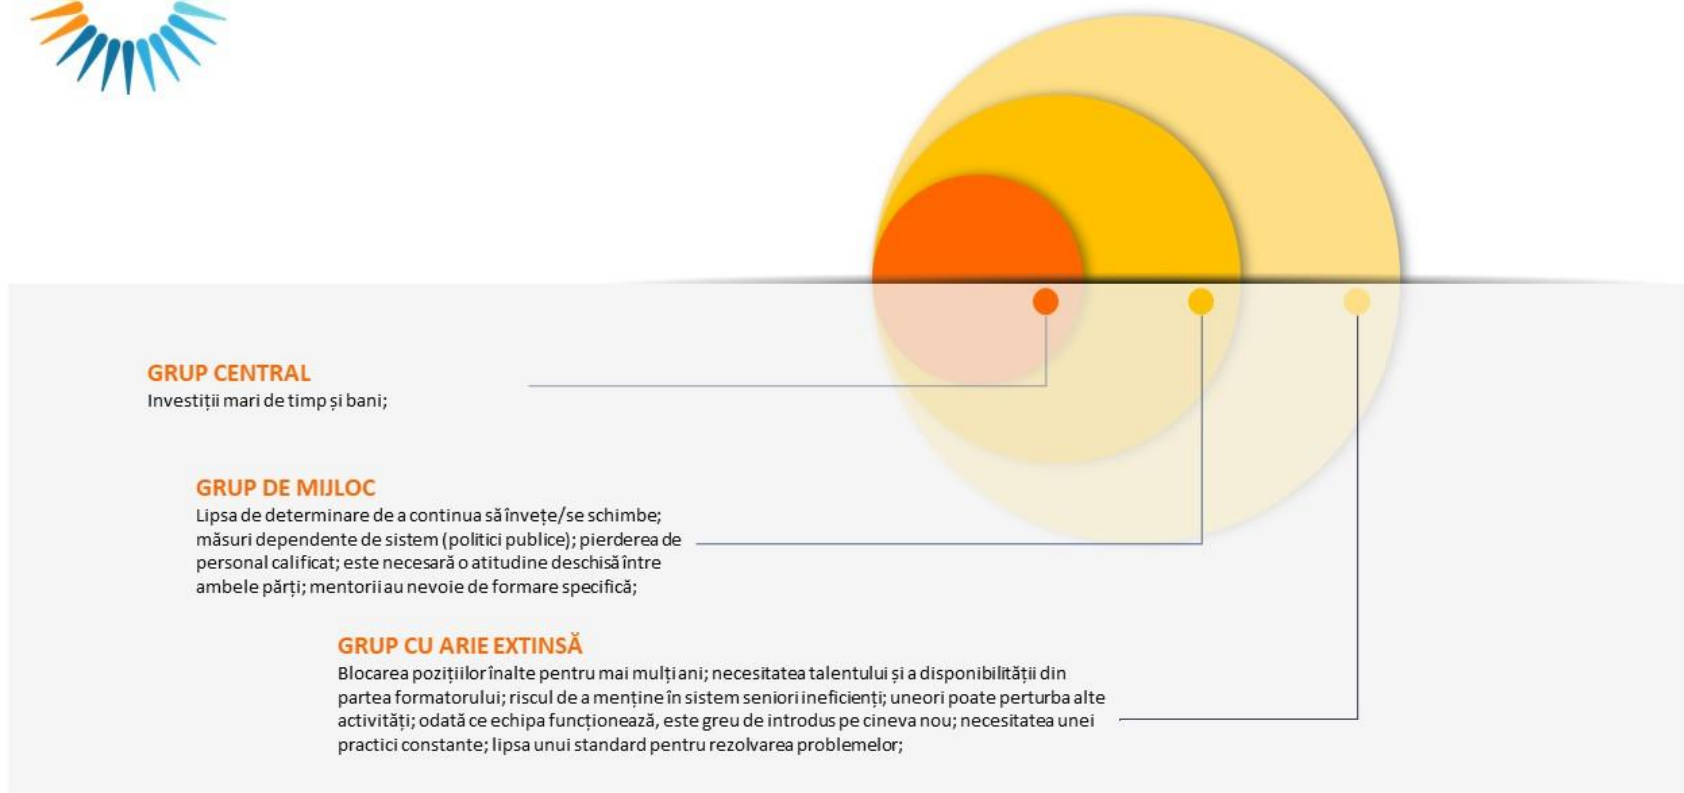 GRUP CENTRAL
Investiții mari de timp și bani;
GRUP DE MIJLOC
Lipsa de determinare de a continua să învețe/se schimbe;
măsuri dependente de sistem (politici publice); pierderea de
personal calificat; este necesară o atitudine deschisă între
ambele părți; mentorii au nevoie de formare specifică;
GRUP CU ARIE EXTINSĂ
Blocarea pozițiilor înalte pentru mai mulți ani; necesitatea talentului și a disponibilității din
partea formatorului; riscul de a menține în sistem seniori ineficienți; uneori poate perturba alte
activități; odată ce echipa funcționează, este greu de introdus pe cineva nou; necesitatea unei
practici constante; lipsa unui standard pentru rezolvarea problemelor;